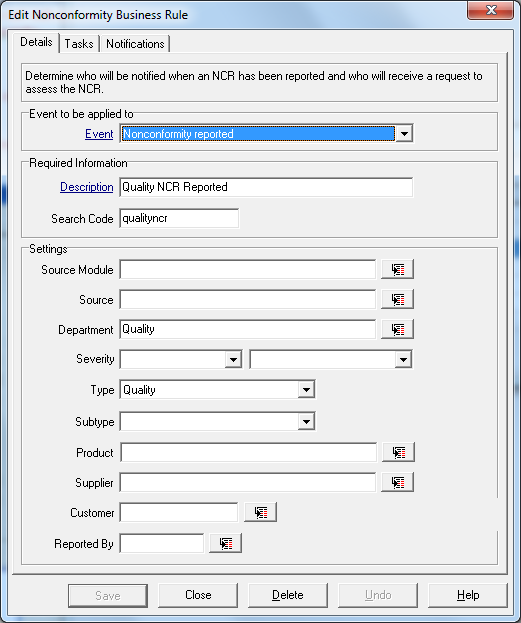 Edit Nonconformity Business Rule
Details Tasks Notifications
Determine who will be notified when an NCR has been reported and who will receive a request to
assess the NCR.
Event to be applied to
Event Nonconformity reported
Required Information
Description Quality NCR Reported
Search Code qualityncr
Settings
Source Module
Source
Department Quality
Severity
Type Quality
Subtype
Product
Supplier
Customer
Reported By
Save Close Delete Undo Help